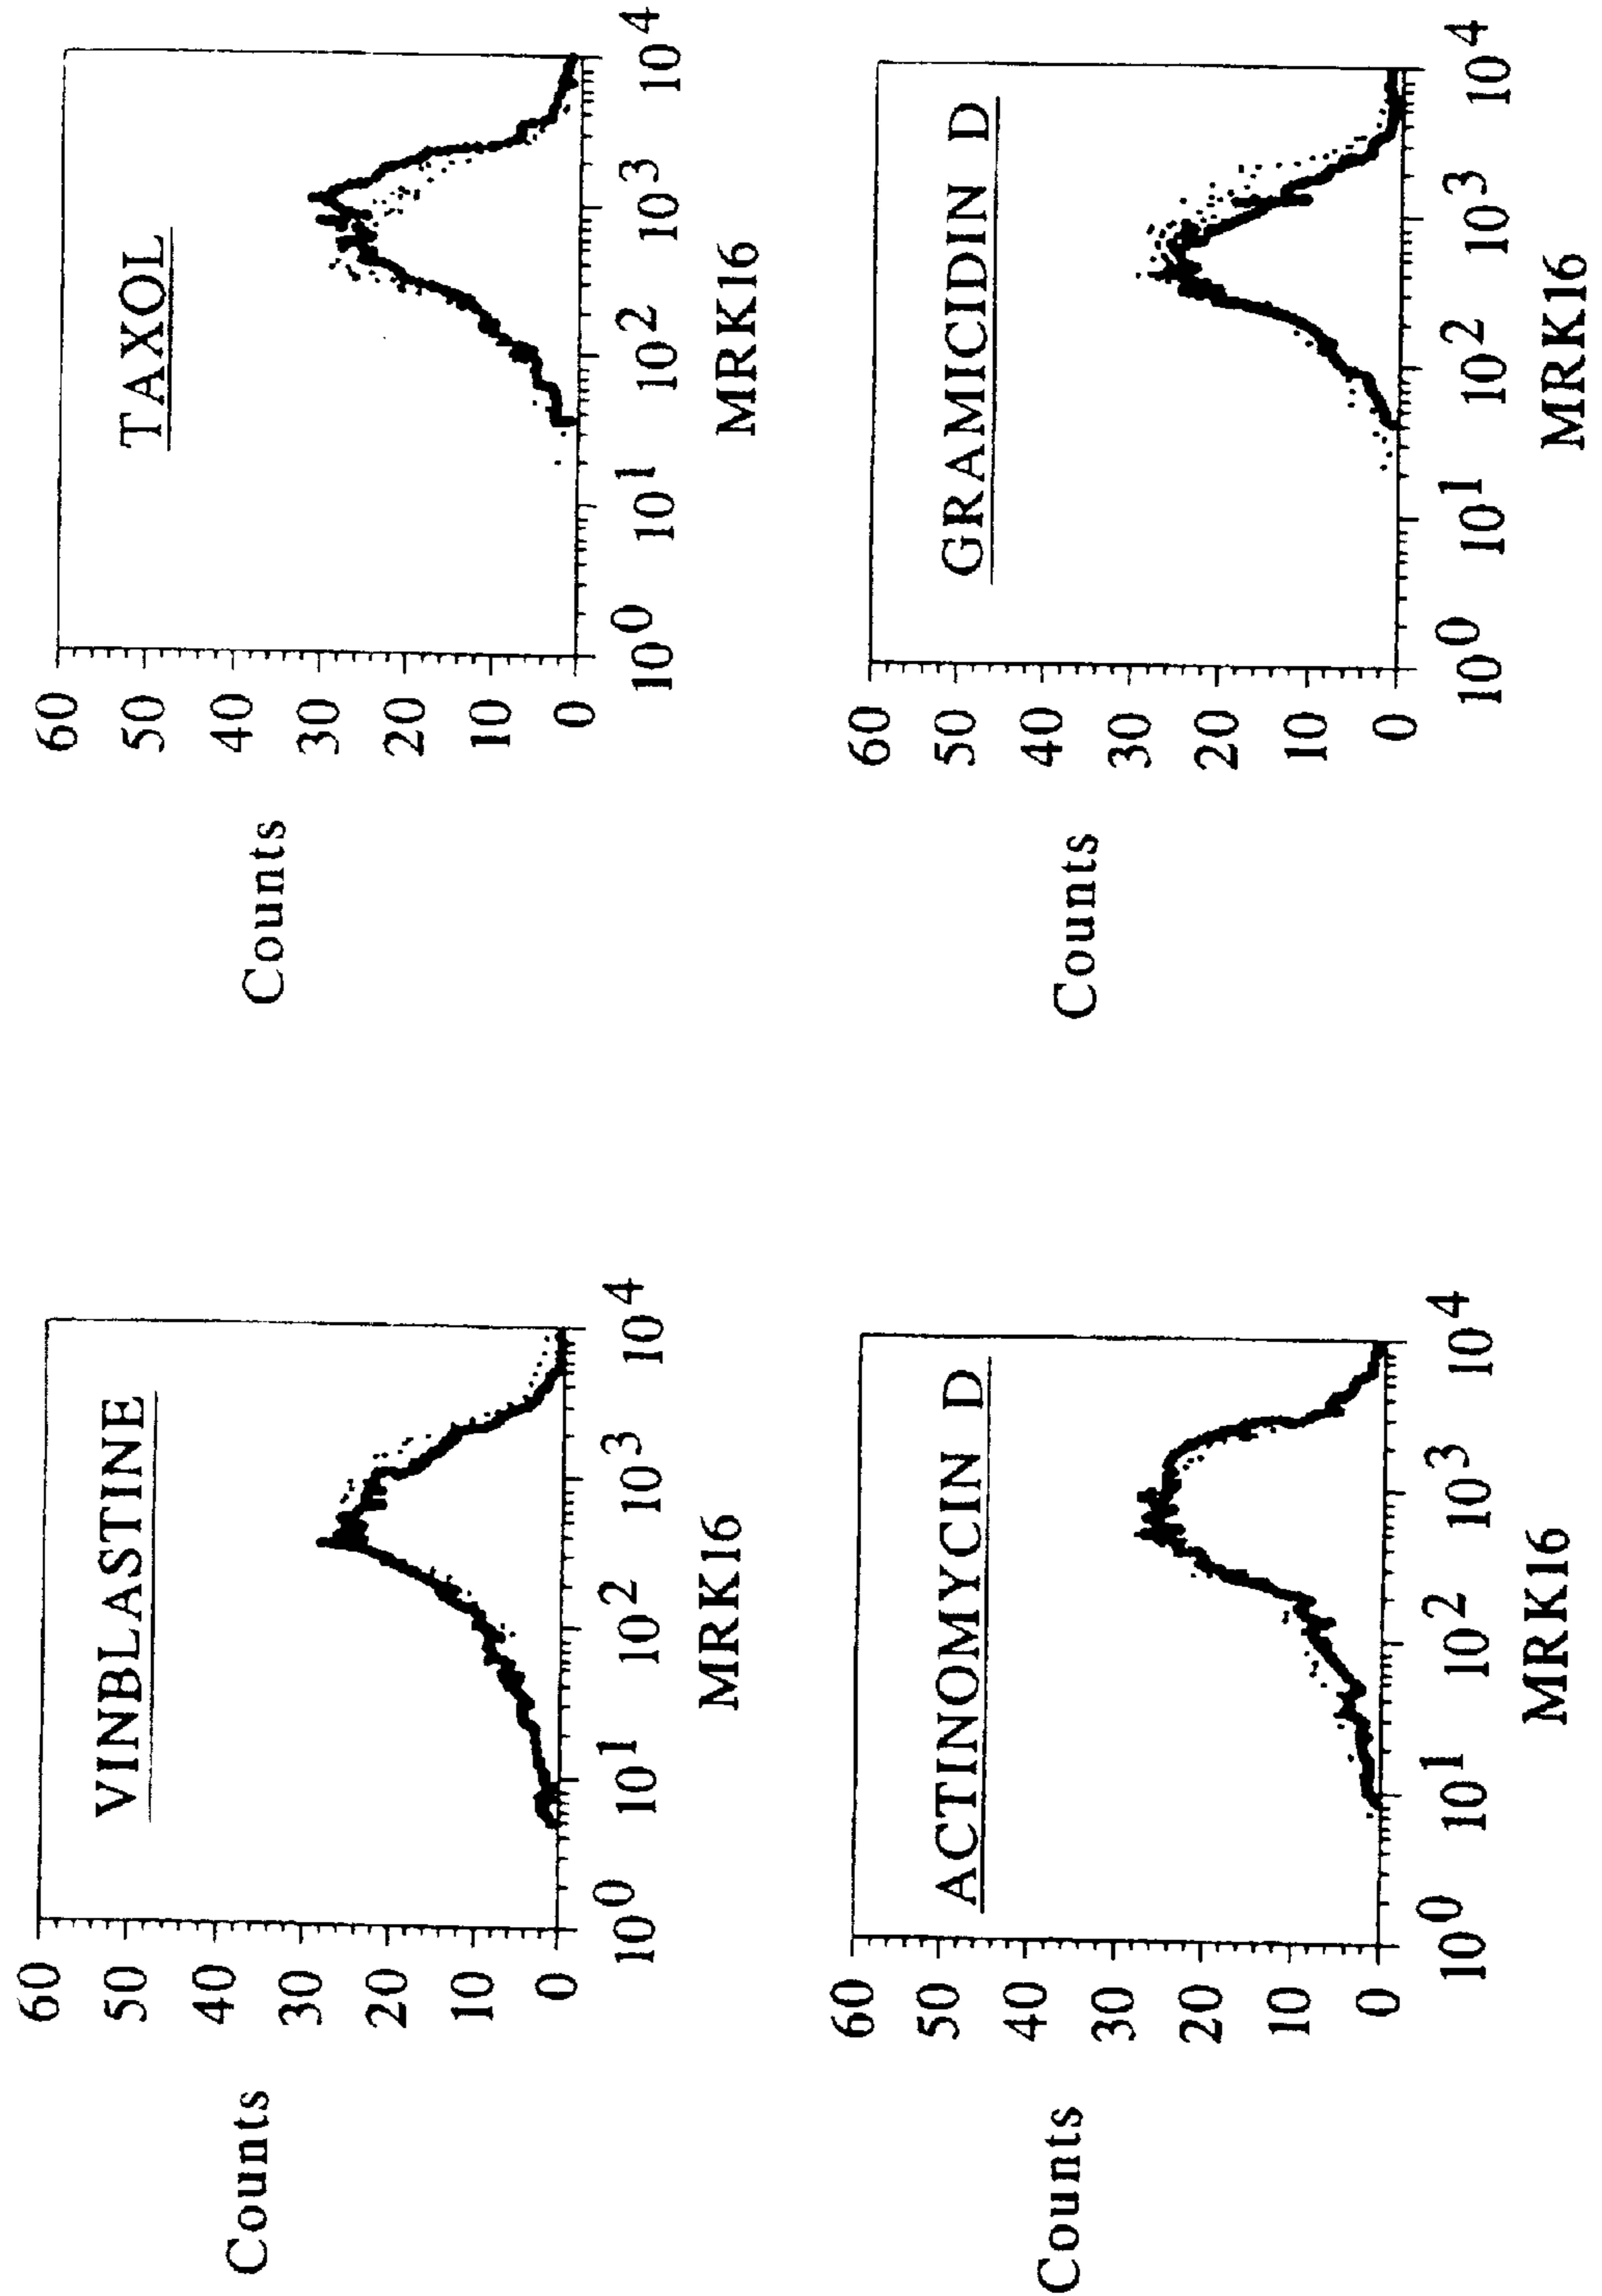 VINBLASTINE
Counts
60
50
40
30
20
10
0
10⁰ 10¹ 10² 10³ 10⁴
MRK16
TAXOL
Counts
60
50
40
30
20
10
0
10⁰ 10¹ 10² 10³ 10⁴
MRK16
ACTINOMYCIN D
Counts
60
50
40
30
20
10
0
10⁰ 10¹ 10² 10³ 10⁴
MRK16
GRAMICIDIN D
Counts
60
50
40
30
20
10
0
10⁰ 10¹ 10² 10³ 10⁴
MRK16